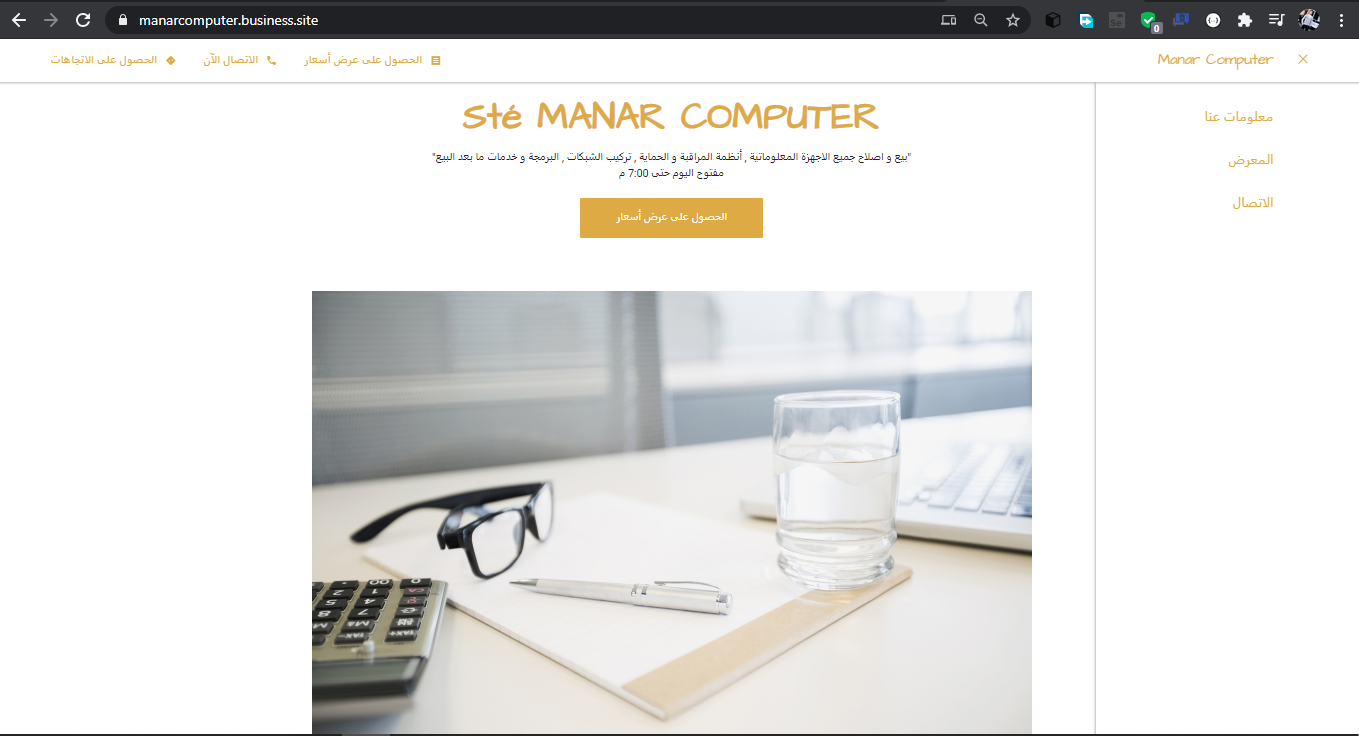 manarcomputer.business.site
0
Manar Computer
الحصول على عرض أسعار
الاتصال الآن
الحصول على الاتجاهات
معلومات عنا
المعرض
الاتصال
Sté MANAR COMPUTER
"بيع و اصلاح جميع الاجهزة المعلوماتية , أنظمة المراقبة و الحماية , تركيب الشبكات , البرمجة و خدمات ما بعد البيع"
مفتوح اليوم حتى 7:00 م
الحصول على عرض أسعار